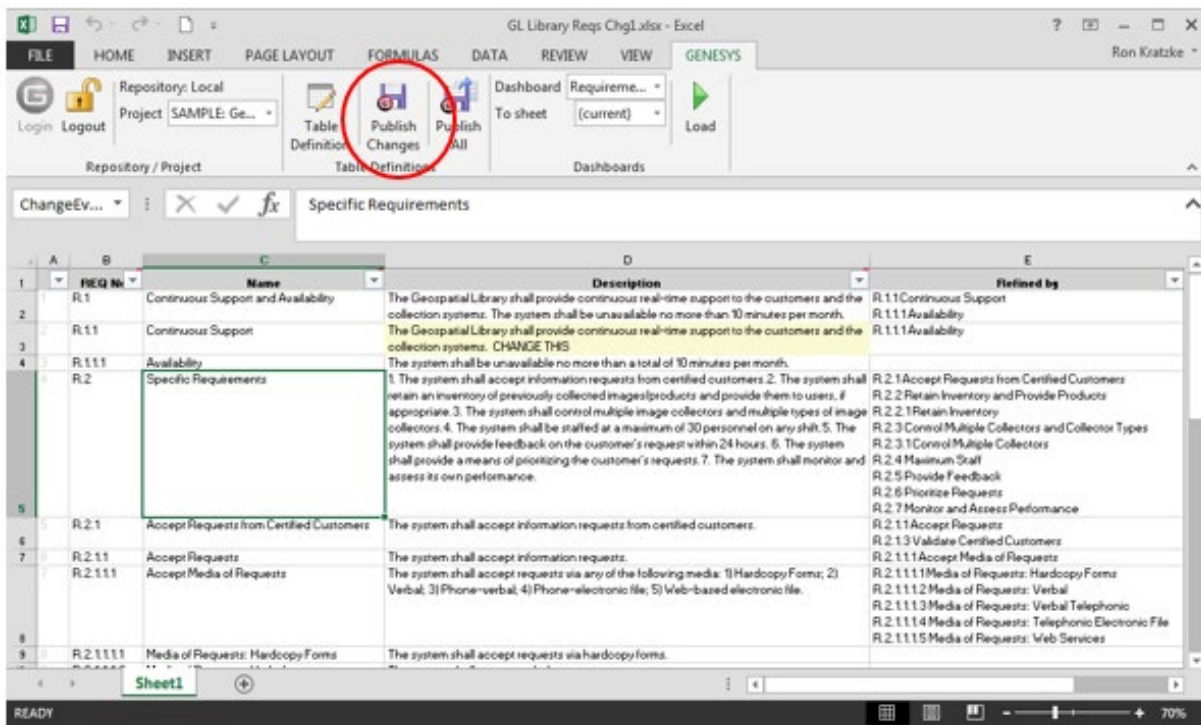 GL Library Reqs Chg1.xlsx - Excel
FILE HOME INSERT PAGE LAYOUT FORMULAS DATA REVIEW VIEW GENESYS Ron Kratzke
Repository: Local
Project SAMPLE: Ge...
Login Logout
Table Definition
Publish Changes
Publish All
Dashboard Requireme...
To sheet (current)
Load
Repository / Project Table Definitions Dashboards
ChangeEv... fx Specific Requirements
A B C D E
1 REQ Name Description Refined by
2 1 R.1 Continuous Support and Availability The Geospatial Library shall provide continuous real-time support to the customers and the collection systems. The system shall be unavailable no more than 10 minutes per month. R.1.1 Continuous Support
R.1.1.1 Availability
3 2 R.1.1 Continuous Support The Geospatial Library shall provide continuous real-time support to the customers and the collection systems. CHANGE THIS R.1.1.1 Availability
4 3 R.1.1.1 Availability The system shall be unavailable no more than a total of 10 minutes per month.
5 4 R.2 Specific Requirements 1. The system shall accept information requests from certified customers.2. The system shall
retain an inventory of previously collected images/products and provide them to users, if
appropriate.3. The system shall control multiple image collectors and multiple types of image
collectors.4. The system shall be staffed at a maximum of 30 personnel on any shift.5. The
system shall provide feedback on the customer's request within 24 hours. 6. The system
shall provide a means of prioritizing the customer's requests. 7. The system shall monitor and
assess its own performance.
R.2.1 Accept Requests from Certified Customers
R.2.2 Retain Inventory and Provide Products
R.2.2.1 Retain Inventory
R.2.3 Control Multiple Collectors and Collector Types
R.2.3.1 Control Multiple Collectors
R.2.4 Maximum Staff
R.2.5 Provide Feedback
R.2.6 Prioritize Requests
R.2.7 Monitor and Assess Performance
6 5 R.2.1 Accept Requests from Certified Customers The system shall accept information requests from certified customers. R.2.1.1 Accept Requests
R.2.1.3 Validate Certified Customers
7 6 R.2.1.1 Accept Requests The system shall accept information requests. R.2.1.1.1 Accept Media of Requests
8 7 R.2.1.1.1 Accept Media of Requests The system shall accept requests via any of the following media: 1) Hardcopy Forms; 2)
Verbal; 3) Phone-verbal; 4) Phone-electronic file; 5) Web-based electronic file.
R.2.1.1.1.1 Media of Requests: Hardcopy Forms
R.2.1.1.1.2 Media of Requests: Verbal
R.2.1.1.1.3 Media of Requests: Verbal Telephonic
R.2.1.1.1.4 Media of Requests: Telephonic Electronic File
R.2.1.1.1.5 Media of Requests: Web Services
9 8 R.2.1.1.1.1 Media of Requests: Hardcopy Forms The system shall accept requests via hardcopy forms.
Sheet1
READY 70%